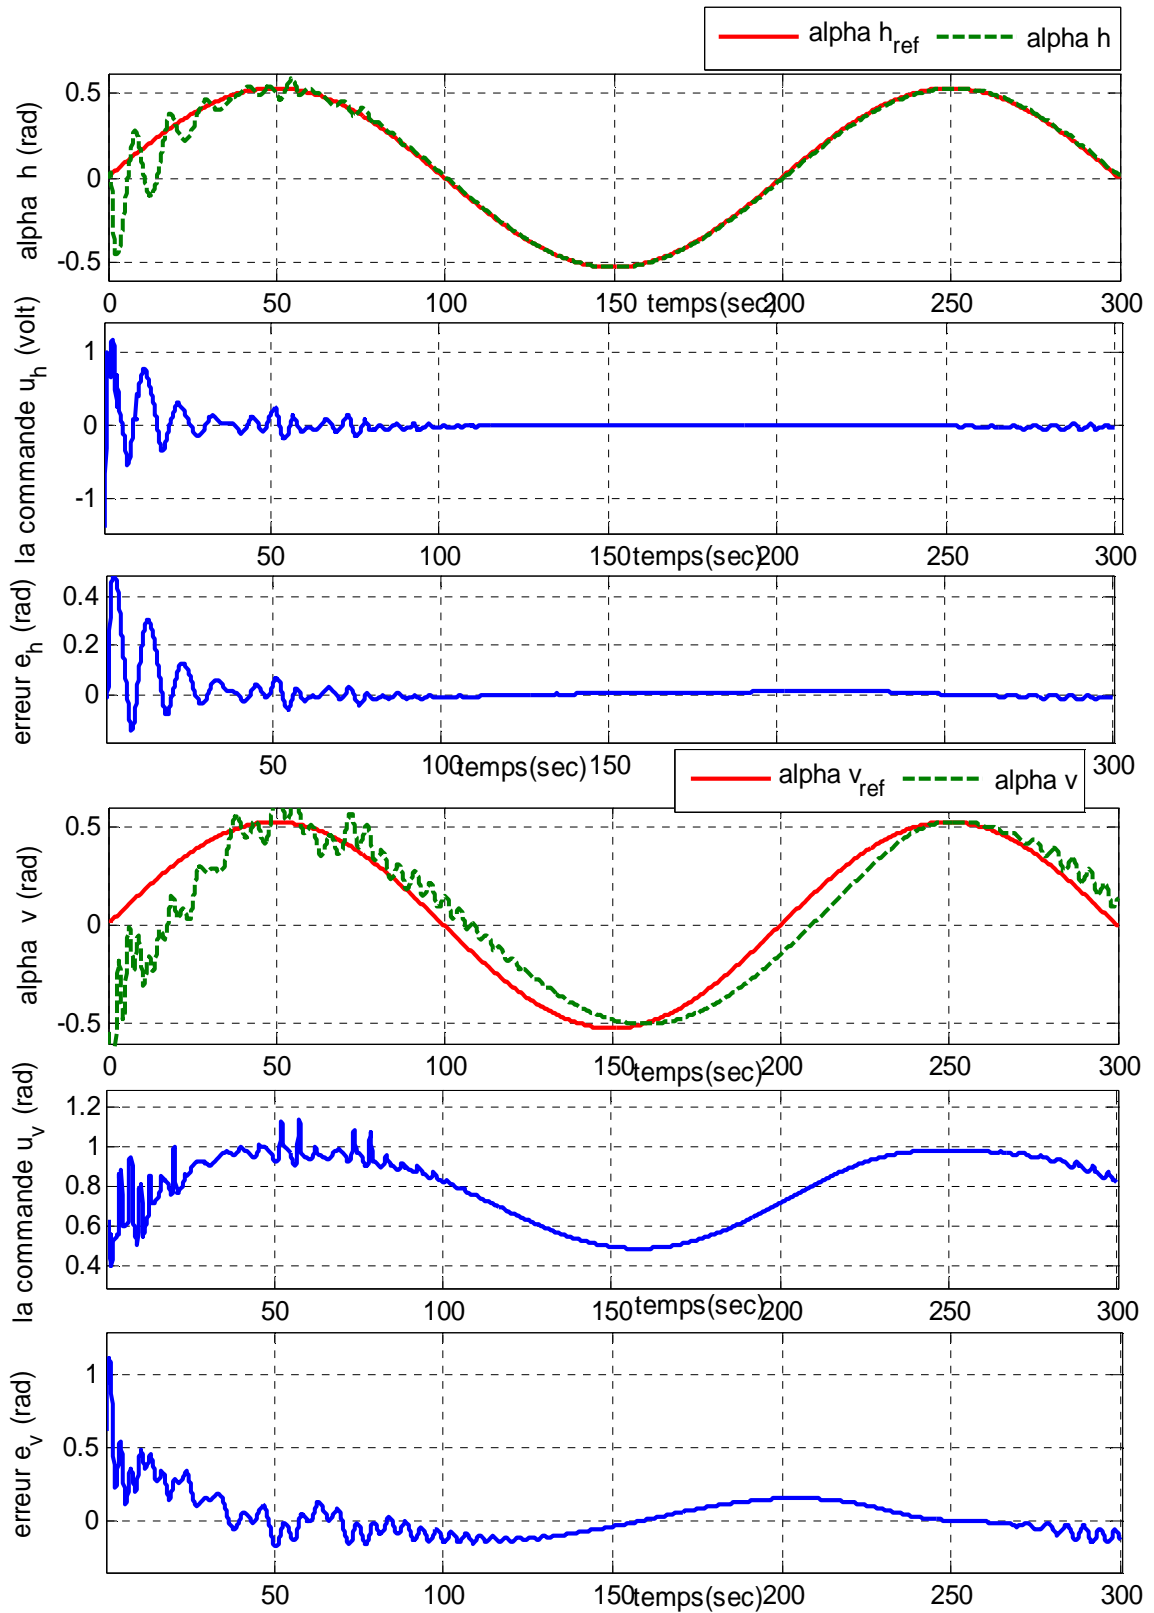 alpha h_ref alpha h
0.5
0
-0.5
alpha h (rad)
0 50 100 150 temps(sec) 200 250 300
1
0
-1
la commande u_h (volt)
50 100 150 temps(sec) 200 250 300
0.4
0.2
0
erreur e_h (rad)
50 100 temps(sec) 150 300
alpha v_ref alpha v
0.5
0
-0.5
alpha v (rad)
0 50 100 150 temps(sec) 200 250 300
1.2
1
0.8
0.6
0.4
la commande u_v (rad)
50 100 150 temps(sec) 200 250 300
1
0.5
0
erreur e_v (rad)
50 100 150 temps(sec) 200 250 300